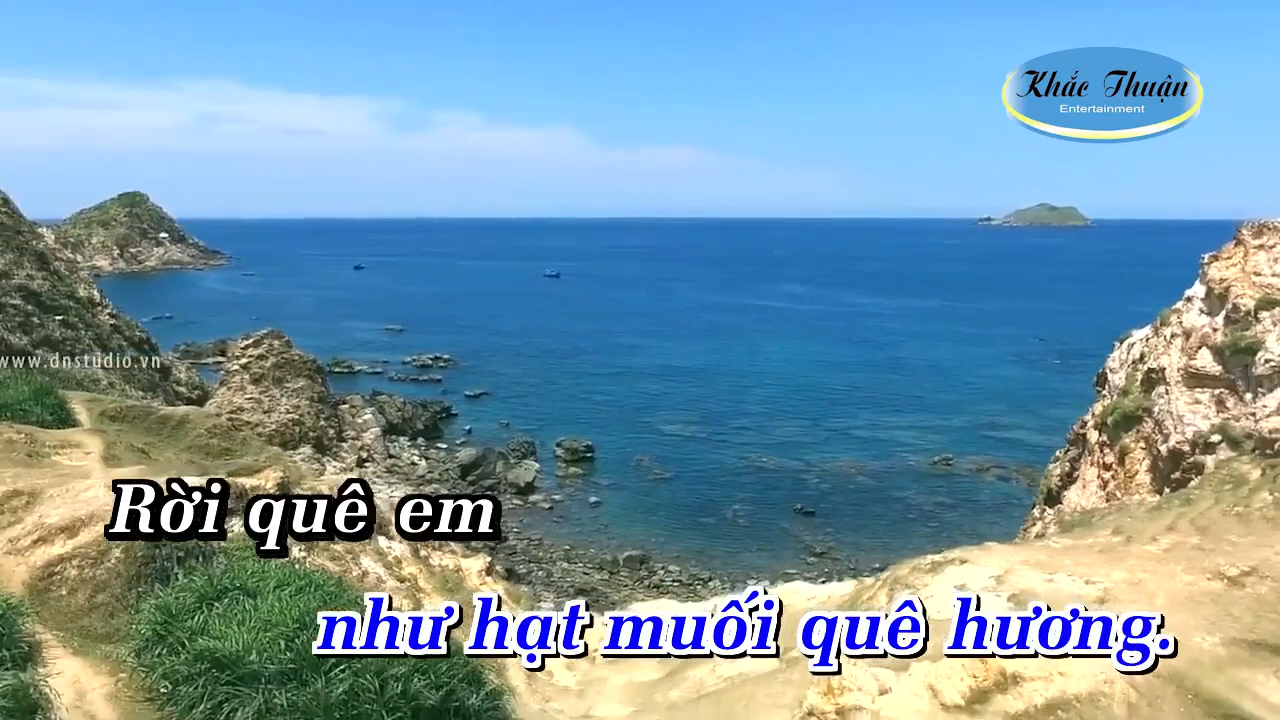 Khắc Thuận
Entertainment
www.dnstudio.vn
Rời quê em
như hạt muối quê hương.